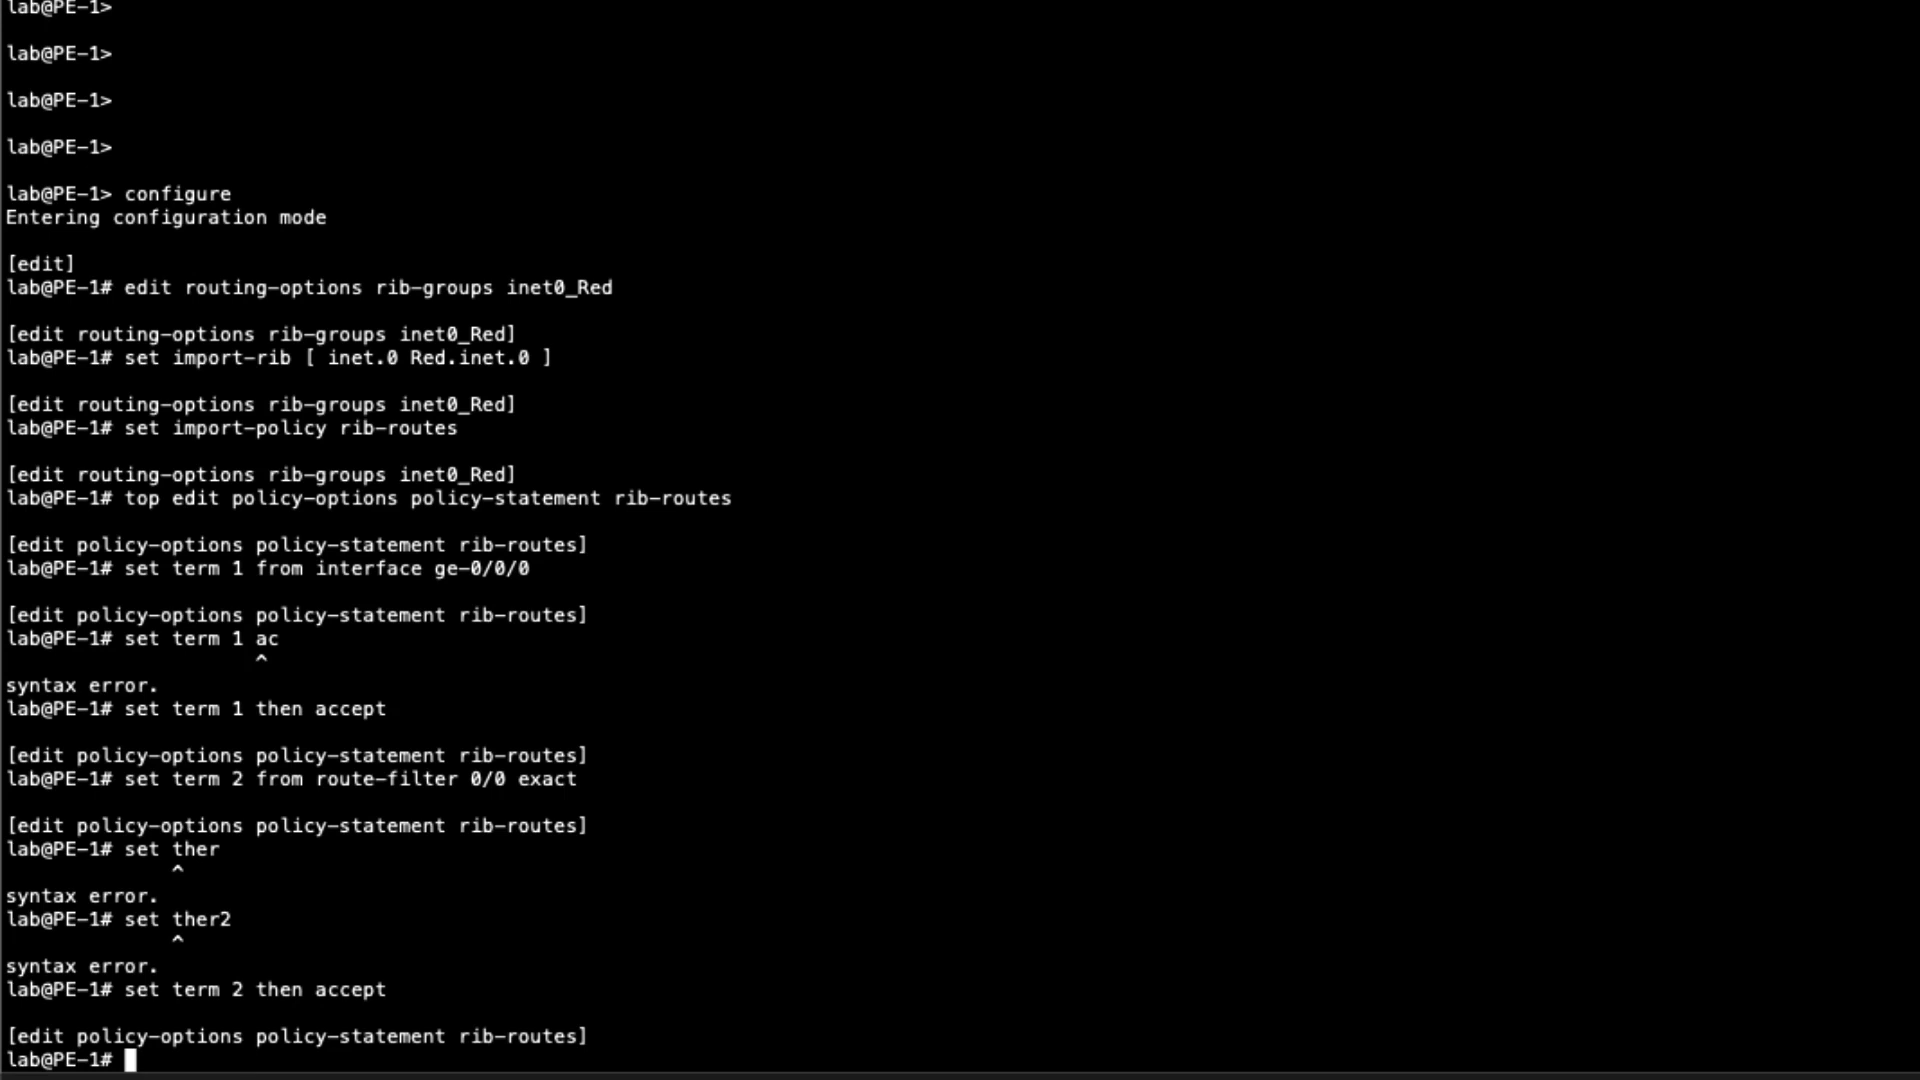 lab@PE-1>
lab@PE-1>
lab@PE-1>
lab@PE-1>
lab@PE-1> configure
Entering configuration mode
[edit]
lab@PE-1# edit routing-options rib-groups inet0_Red
[edit routing-options rib-groups inet0_Red]
lab@PE-1# set import-rib [ inet.0 Red.inet.0 ]
[edit routing-options rib-groups inet0_Red]
lab@PE-1# set import-policy rib-routes
[edit routing-options rib-groups inet0_Red]
lab@PE-1# top edit policy-options policy-statement rib-routes
[edit policy-options policy-statement rib-routes]
lab@PE-1# set term 1 from interface ge-0/0/0
[edit policy-options policy-statement rib-routes]
lab@PE-1# set term 1 ac
^
syntax error.
lab@PE-1# set term 1 then accept
[edit policy-options policy-statement rib-routes]
lab@PE-1# set term 2 from route-filter 0/0 exact
[edit policy-options policy-statement rib-routes]
lab@PE-1# set ther
^
syntax error.
lab@PE-1# set ther2
^
syntax error.
lab@PE-1# set term 2 then accept
[edit policy-options policy-statement rib-routes]
lab@PE-1#